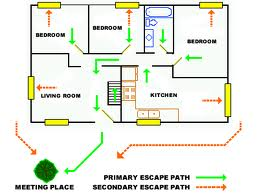 BEDROOM
BEDROOM
BEDROOM
LIVING ROOM
KITCHEN
MEETING PLACE
PRIMARY ESCAPE PATH
SECONDARY ESCAPE PATH